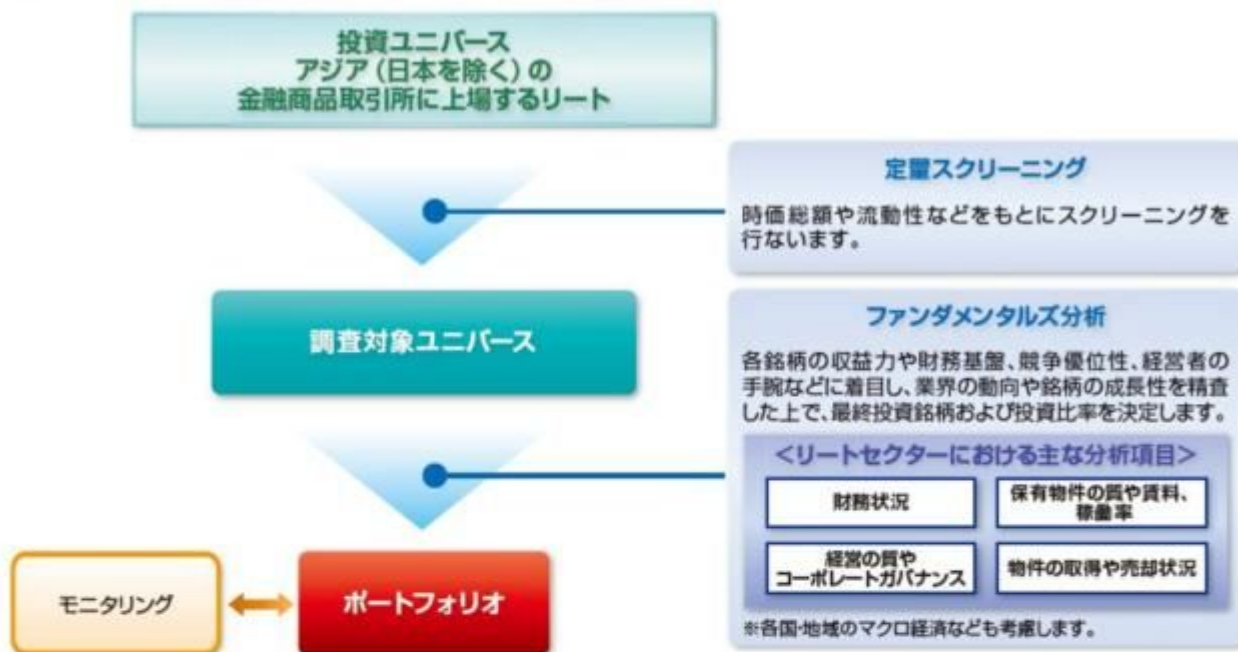 投資ユニバース
アジア（日本を除く）の
金融商品取引所に上場するリート
定量スクリーニング
時価総額や流動性などをもとにスクリーニングを
行ないます。
調査対象ユニバース
ファンダメンタルズ分析
各銘柄の収益力や財務基盤、競争優位性、経営者の
手腕などに着目し、業界の動向や銘柄の成長性を精査
した上で、最終投資銘柄および投資比率を決定します。
＜リートセクターにおける主な分析項目＞
財務状況
保有物件の質や賃料、
稼働率
経営の質や
コーポレートガバナンス
物件の取得や売却状況
※各国・地域のマクロ経済なども考慮します。
モニタリング
ポートフォリオ